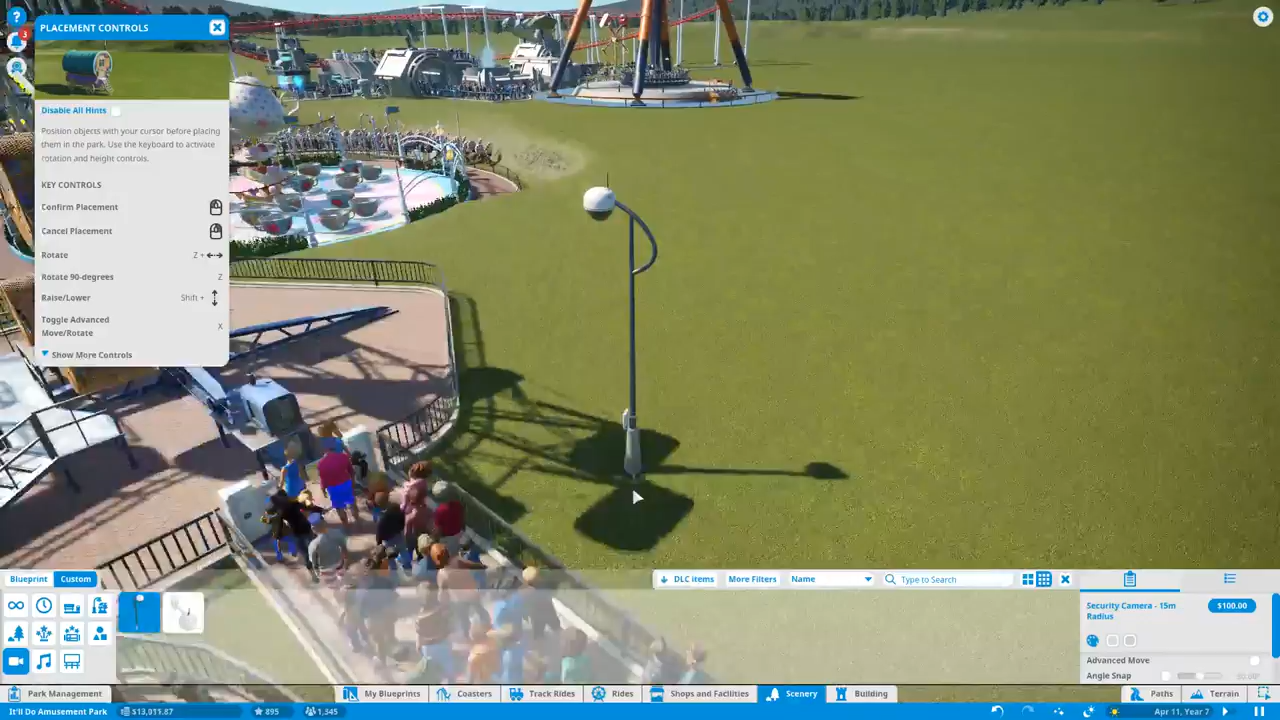 PLACEMENT CONTROLS
3
Disable All Hints
Position objects with your cursor before placing
them in the park. Use the keyboard to activate
rotation and height controls.
KEY CONTROLS
Confirm Placement
Cancel Placement
Rotate Z +
Rotate 90-degrees Z
Raise/Lower Shift +
Toggle Advanced
Move/Rotate X
Show More Controls
Blueprint Custom
DLC items More Filters Name Type to Search
Security Camera - 15m
Radius
$100.00
Advanced Move
Angle Snap
Park Management My Blueprints Coasters Track Rides Rides Shops and Facilities Scenery Building Paths Terrain
It'll Do Amusement Park $13,011.87 895 1,345 Apr 11, Year 7